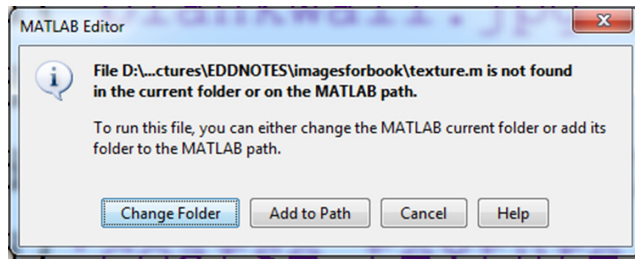 MATLAB Editor
File D:\...ctures\EDDNOTES\imagesforbook\texture.m is not found
in the current folder or on the MATLAB path.
To run this file, you can either change the MATLAB current folder or add its
folder to the MATLAB path.
Change Folder Add to Path Cancel Help